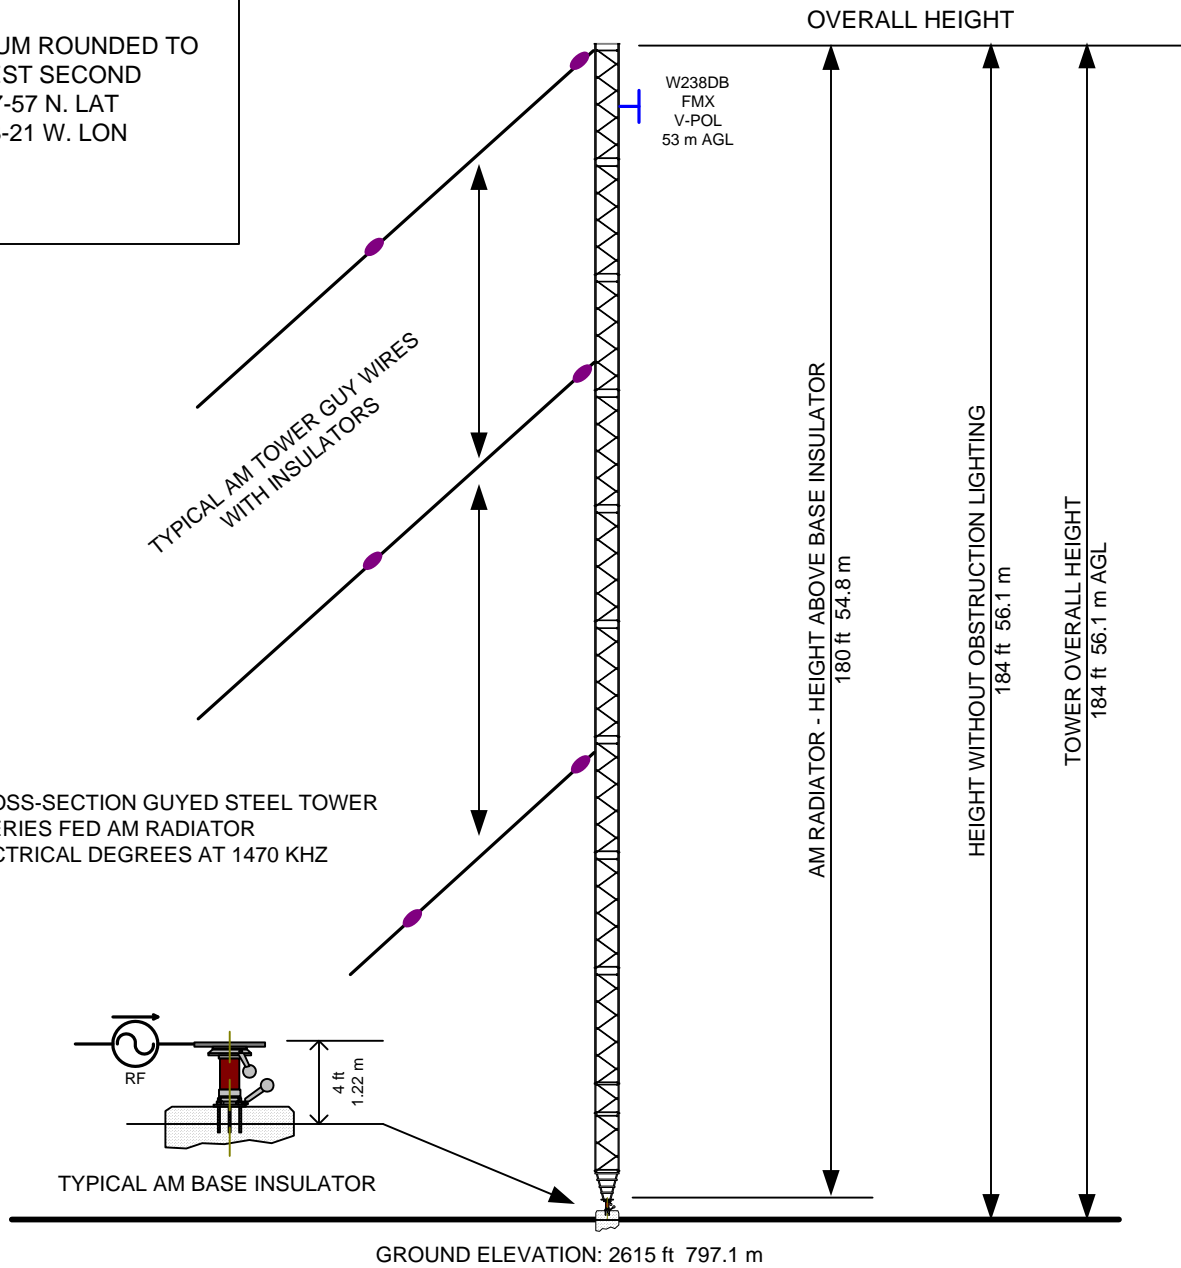 OVERALL HEIGHT
UM ROUNDED TO
EST SECOND
7-57 N. LAT
-21 W. LON
W238DB
FMX
V-POL
53 m AGL
TYPICAL AM TOWER GUY WIRES
WITH INSULATORS
AM RADIATOR - HEIGHT ABOVE BASE INSULATOR
180 ft 54.8 m
HEIGHT WITHOUT OBSTRUCTION LIGHTING
184 ft 56.1 m
TOWER OVERALL HEIGHT
184 ft 56.1 m AGL
OSS-SECTION GUYED STEEL TOWER
ERIES FED AM RADIATOR
CTRICAL DEGREES AT 1470 KHZ
RF
4 ft
1.22 m
TYPICAL AM BASE INSULATOR
GROUND ELEVATION: 2615 ft 797.1 m